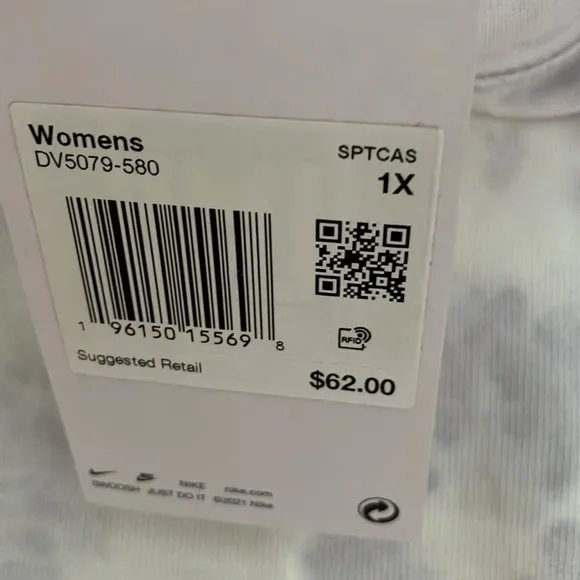 Womens
DV5079-580
SPTCAS
1X
1 96150 15569 8
RFID
Suggested Retail
$62.00
NIKE nike.com
SWOOSH JUST DO IT ©2021 Nike